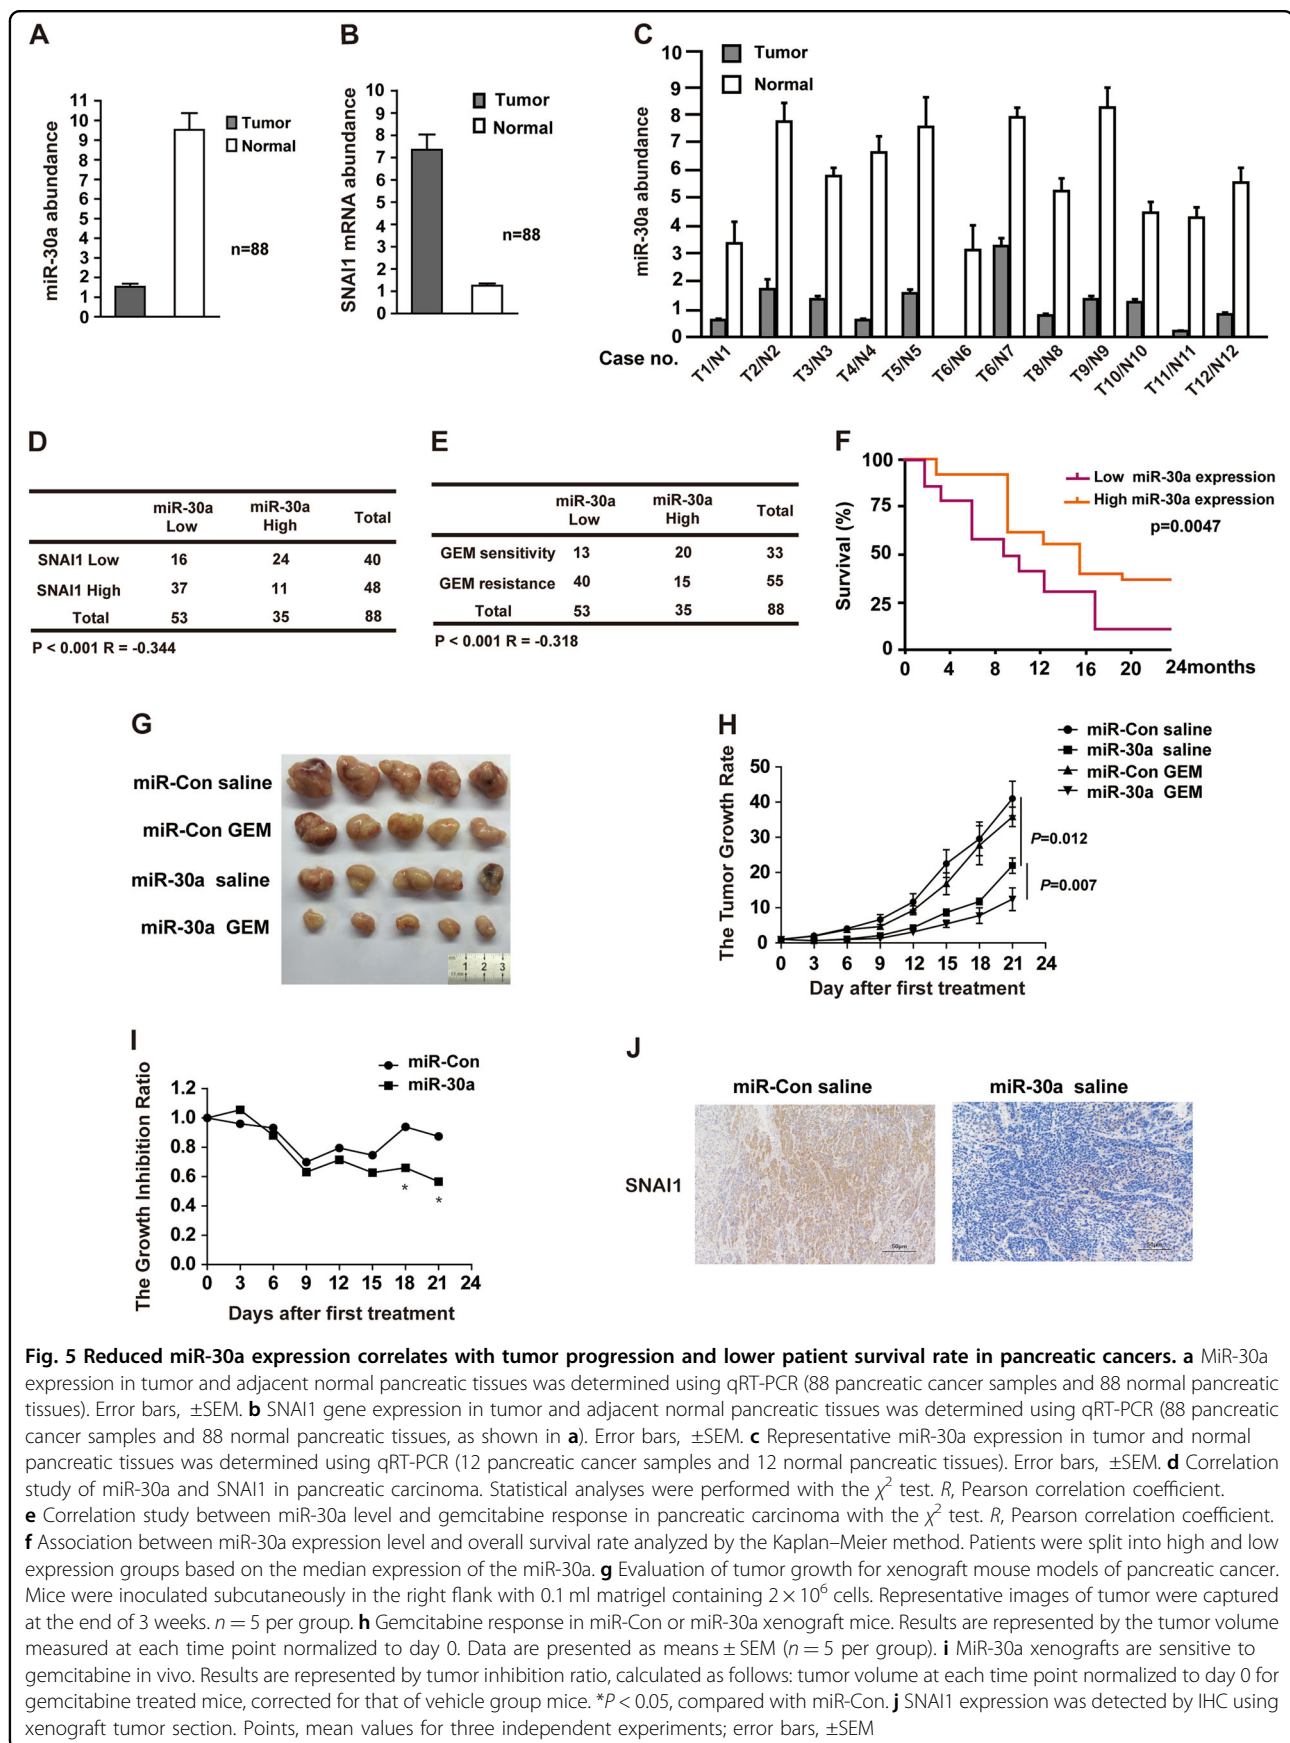 A
miR-30a abundance
11
10
9
8
7
6
5
4
3
2
1
0
Tumor
Normal
n=88
B
SNAI1 mRNA abundance
10
9
8
7
6
5
4
3
2
1
0
Tumor
Normal
n=88
C
miR-30a abundance
10
9
8
7
6
5
4
3
2
1
0
Tumor
Normal
Case no. T1/N1 T2/N2 T3/N3 T4/N4 T5/N5 T6/N6 T6/N7 T8/N8 T9/N9 T10/N10 T11/N11 T12/N12
D
miR-30a Low miR-30a High Total
SNAI1 Low 16 24 40
SNAI1 High 37 11 48
Total 53 35 88
P < 0.001 R = -0.344
E
miR-30a Low miR-30a High Total
GEM sensitivity 13 20 33
GEM resistance 40 15 55
Total 53 35 88
P < 0.001 R = -0.318
F
Survival (%)
100
75
50
25
0
Low miR-30a expression
High miR-30a expression
p=0.0047
0 4 8 12 16 20 24months
G
miR-Con saline
miR-Con GEM
miR-30a saline
miR-30a GEM
1 2 3
H
The Tumor Growth Rate
50
40
30
20
10
0
miR-Con saline
miR-30a saline
miR-Con GEM
miR-30a GEM
P=0.012
P=0.007
0 3 6 9 12 15 18 21 24
Day after first treatment
I
The Growth Inhibition Ratio
1.2
1.0
0.8
0.6
0.4
0.2
0.0
miR-Con
miR-30a
*
*
0 3 6 9 12 15 18 21 24
Days after first treatment
J
miR-Con saline miR-30a saline
SNAI1
50μm
50μm
Fig. 5 Reduced miR-30a expression correlates with tumor progression and lower patient survival rate in pancreatic cancers. a MiR-30a
expression in tumor and adjacent normal pancreatic tissues was determined using qRT-PCR (88 pancreatic cancer samples and 88 normal pancreatic
tissues). Error bars, ±SEM. b SNAI1 gene expression in tumor and adjacent normal pancreatic tissues was determined using qRT-PCR (88 pancreatic
cancer samples and 88 normal pancreatic tissues, as shown in a). Error bars, ±SEM. c Representative miR-30a expression in tumor and normal
pancreatic tissues was determined using qRT-PCR (12 pancreatic cancer samples and 12 normal pancreatic tissues). Error bars, ±SEM. d Correlation
study of miR-30a and SNAI1 in pancreatic carcinoma. Statistical analyses were performed with the χ² test. R, Pearson correlation coefficient.
e Correlation study between miR-30a level and gemcitabine response in pancreatic carcinoma with the χ² test. R, Pearson correlation coefficient.
f Association between miR-30a expression level and overall survival rate analyzed by the Kaplan–Meier method. Patients were split into high and low
expression groups based on the median expression of the miR-30a. g Evaluation of tumor growth for xenograft mouse models of pancreatic cancer.
Mice were inoculated subcutaneously in the right flank with 0.1 ml matrigel containing 2 × 10⁶ cells. Representative images of tumor were captured
at the end of 3 weeks. n = 5 per group. h Gemcitabine response in miR-Con or miR-30a xenograft mice. Results are represented by the tumor volume
measured at each time point normalized to day 0. Data are presented as means ± SEM (n = 5 per group). i MiR-30a xenografts are sensitive to
gemcitabine in vivo. Results are represented by tumor inhibition ratio, calculated as follows: tumor volume at each time point normalized to day 0 for
gemcitabine treated mice, corrected for that of vehicle group mice. *P < 0.05, compared with miR-Con. j SNAI1 expression was detected by IHC using
xenograft tumor section. Points, mean values for three independent experiments; error bars, ±SEM